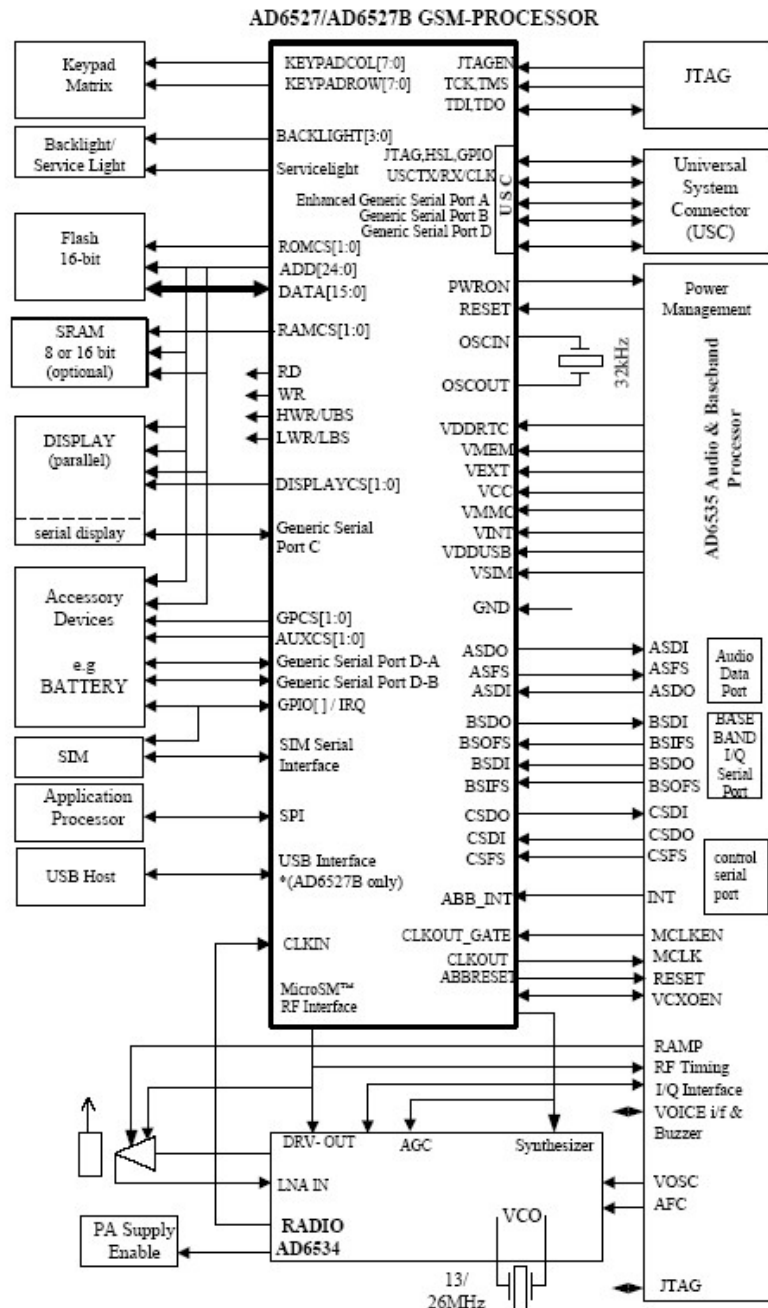 AD6527/AD6527B GSM-PROCESSOR
Keypad
Matrix
Backlight/
Service Light
Flash
16-bit
SRAM
8 or 16 bit
(optional)
DISPLAY
(parallel)
serial display
Accessory
Devices
e.g
BATTERY
SIM
Application
Processor
USB Host
KEYPADCOL[7:0]
KEYPADROW[7:0]
BACKLIGHT[3:0]
Servicelight
ROMCS[1:0]
ADD[24:0]
DATA[15:0]
RAMCS[1:0]
RD
WR
HWR/UBS
LWR/LBS
DISPLAYCS[1:0]
Generic Serial
Port C
GPCS[1:0]
AUXCS[1:0]
Generic Serial Port D-A
Generic Serial Port D-B
GPIO[ ] / IRQ
SIM Serial
Interface
SPI
USB Interface
*(AD6527B only)
CLKIN
MicroSM™
RF Interface
JTAGEN
TCK,TMS
TDI,TDO
JTAG,HSL,GPIO
USCTX/RX/CLK
Enhanced Generic Serial Port A
Generic Serial Port B
Generic Serial Port D
USC
PWRON
RESET
OSCIN
OSCOUT
32kHz
VDDRTC
VMEM
VEXT
VCC
VMMC
VINT
VDDUSB
VSIM
GND
ASDO
ASFS
ASDI
BSDO
BSOFS
BSDI
BSIFS
CSDO
CSDI
CSFS
ABB_INT
CLKOUT_GATE
CLKOUT
ABBRESET
JTAG
Universal
System
Connector
(USC)
Power
Management
AD6535 Audio & Baseband
Processor
ASDI
ASFS
ASDO
Audio
Data
Port
BSDI
BSIFS
BSDO
BSOFS
BASE
BAND
I/Q
Serial
Port
CSDI
CSDO
CSFS
control
serial
port
INT
MCLKEN
MCLK
RESET
VCXOEN
RAMP
RF Timing
I/Q Interface
VOICE i/f &
Buzzer
VOSC
AFC
JTAG
DRV- OUT
AGC
Synthesizer
LNA IN
RADIO
AD6534
VCO
PA Supply
Enable
13/
26MHz